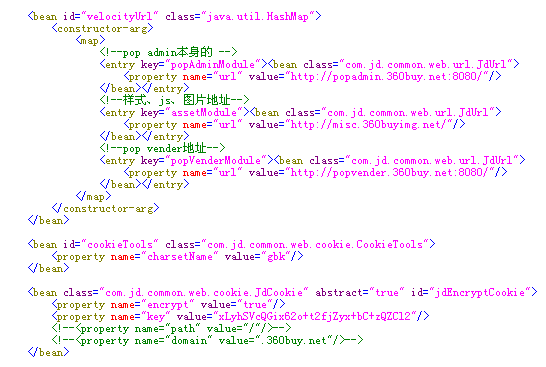 <bean id="velocityUrl" class="java.util.HashMap">
<constructor-arg>
<map>
<!--pop admin本身的 -->
<entry key="popAdminModule"><bean class="com.jd.common.web.url.JdUrl">
<property name="url" value="http://popadmin.360buy.net:8080/"/>
</bean></entry>
<!--样式、js、图片地址-->
<entry key="assetModule"><bean class="com.jd.common.web.url.JdUrl">
<property name="url" value="http://misc.360buyimg.net/"/>
</bean></entry>
<!--pop vender地址-->
<entry key="popVenderModule"><bean class="com.jd.common.web.url.JdUrl">
<property name="url" value="http://popvender.360buy.net:8080/"/>
</bean></entry>
</map>
</constructor-arg>
</bean>
<bean id="cookieTools" class="com.jd.common.web.cookie.CookieTools">
<property name="charsetName" value="gbk"/>
</bean>
<bean class="com.jd.common.web.cookie.JdCookie" abstract="true" id="jdEncryptCookie">
<property name="encrypt" value="true"/>
<property name="key" value="xLyhSVcQGix62o+t2fjZyx+bC+zQZCl2"/>
<!--<property name="path" value="/"/>-->
<!--<property name="domain" value=".360buy.net"/>-->
</bean>